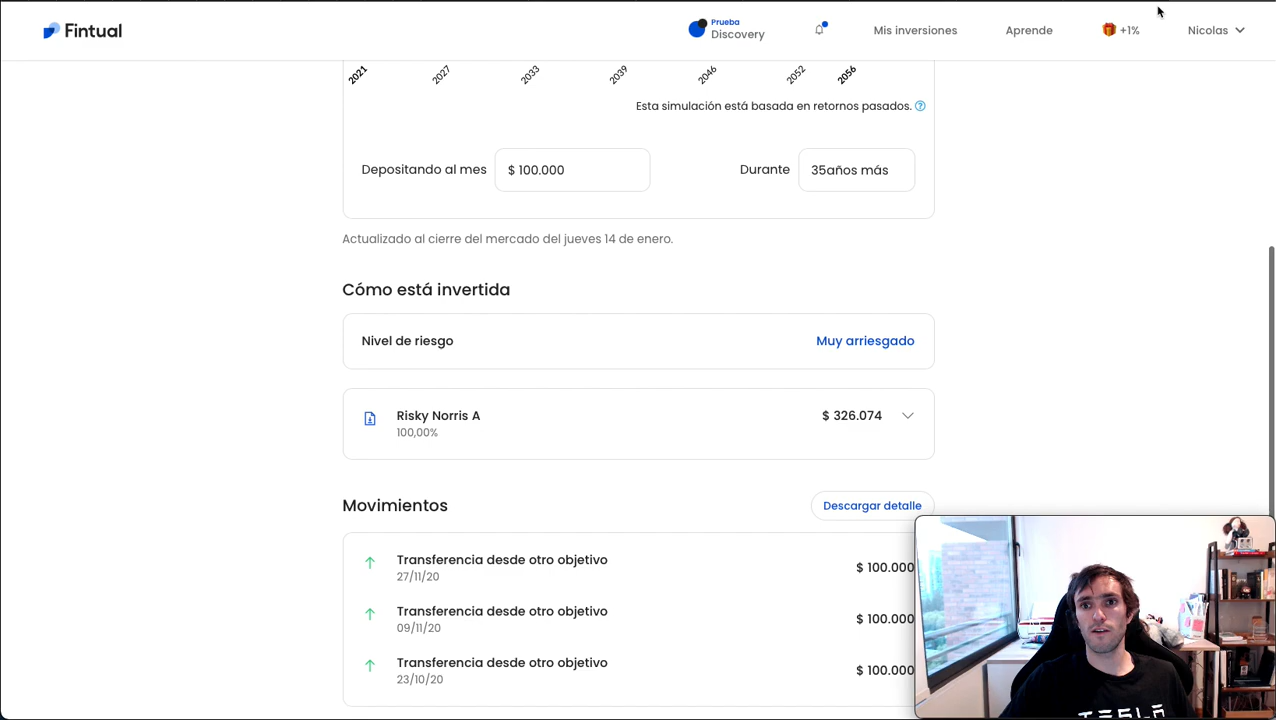 Fintual
Prueba
Discovery
Mis inversiones
Aprende
+1%
Nicolas
2021
2027
2033
2039
2046
2052
2056
Esta simulación está basada en retornos pasados. ?
Depositando al mes
$ 100.000
Durante
35años más
Actualizado al cierre del mercado del jueves 14 de enero.
Cómo está invertida
Nivel de riesgo
Muy arriesgado
Risky Norris A
$ 326.074
100,00%
Movimientos
Descargar detalle
Transferencia desde otro objetivo
$ 100.000
27/11/20
Transferencia desde otro objetivo
$ 100.000
09/11/20
Transferencia desde otro objetivo
$ 100.000
23/10/20
TESLA